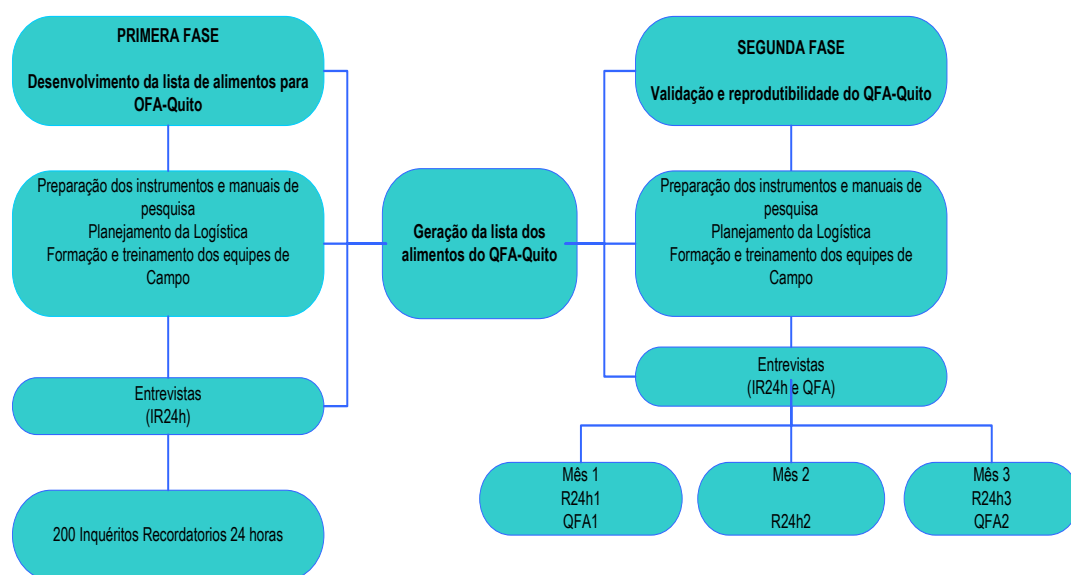 PRIMERA FASE
Desenvolvimento da lista de alimentos para
OFA-Quito
Preparação dos instrumentos e manuais de
pesquisa
Planejamento da Logística
Formação e treinamento dos equipes de
Campo
Entrevistas
(IR24h)
200 Inquéritos Recordatorios 24 horas
Geração da lista dos
alimentos do QFA-Quito
SEGUNDA FASE
Validação e reprodutibilidade do QFA-Quito
Preparação dos instrumentos e manuais de
pesquisa
Planejamento da Logística
Formação e treinamento dos equipes de
Campo
Entrevistas
(IR24h e QFA)
Mês 1
R24h1
QFA1
Mês 2
R24h2
Mês 3
R24h3
QFA2